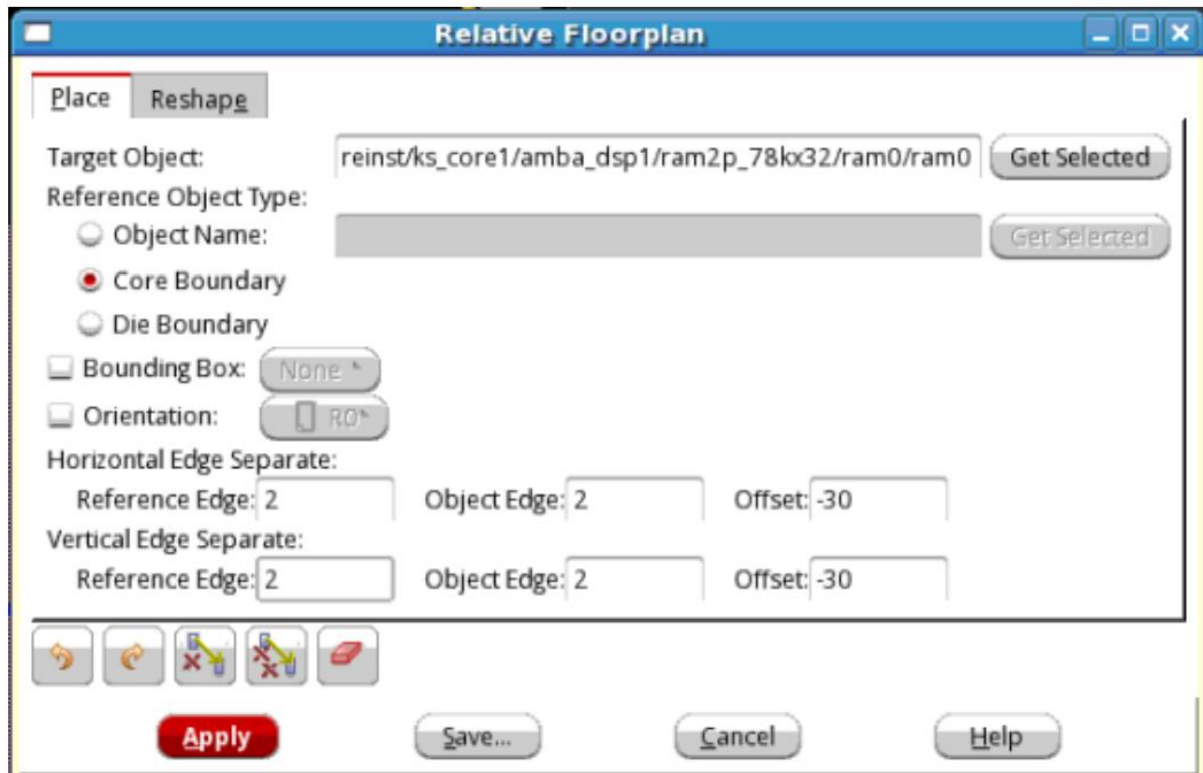 Relative Floorplan
Place Reshape
Target Object: reinst/ks_core1/amba_dsp1/ram2p_78kx32/ram0/ram0 Get Selected
Reference Object Type:
Object Name: Get Selected
Core Boundary
Die Boundary
Bounding Box: None
Orientation: R0
Horizontal Edge Separate:
Reference Edge: 2 Object Edge: 2 Offset: -30
Vertical Edge Separate:
Reference Edge: 2 Object Edge: 2 Offset: -30
Apply Save... Cancel Help